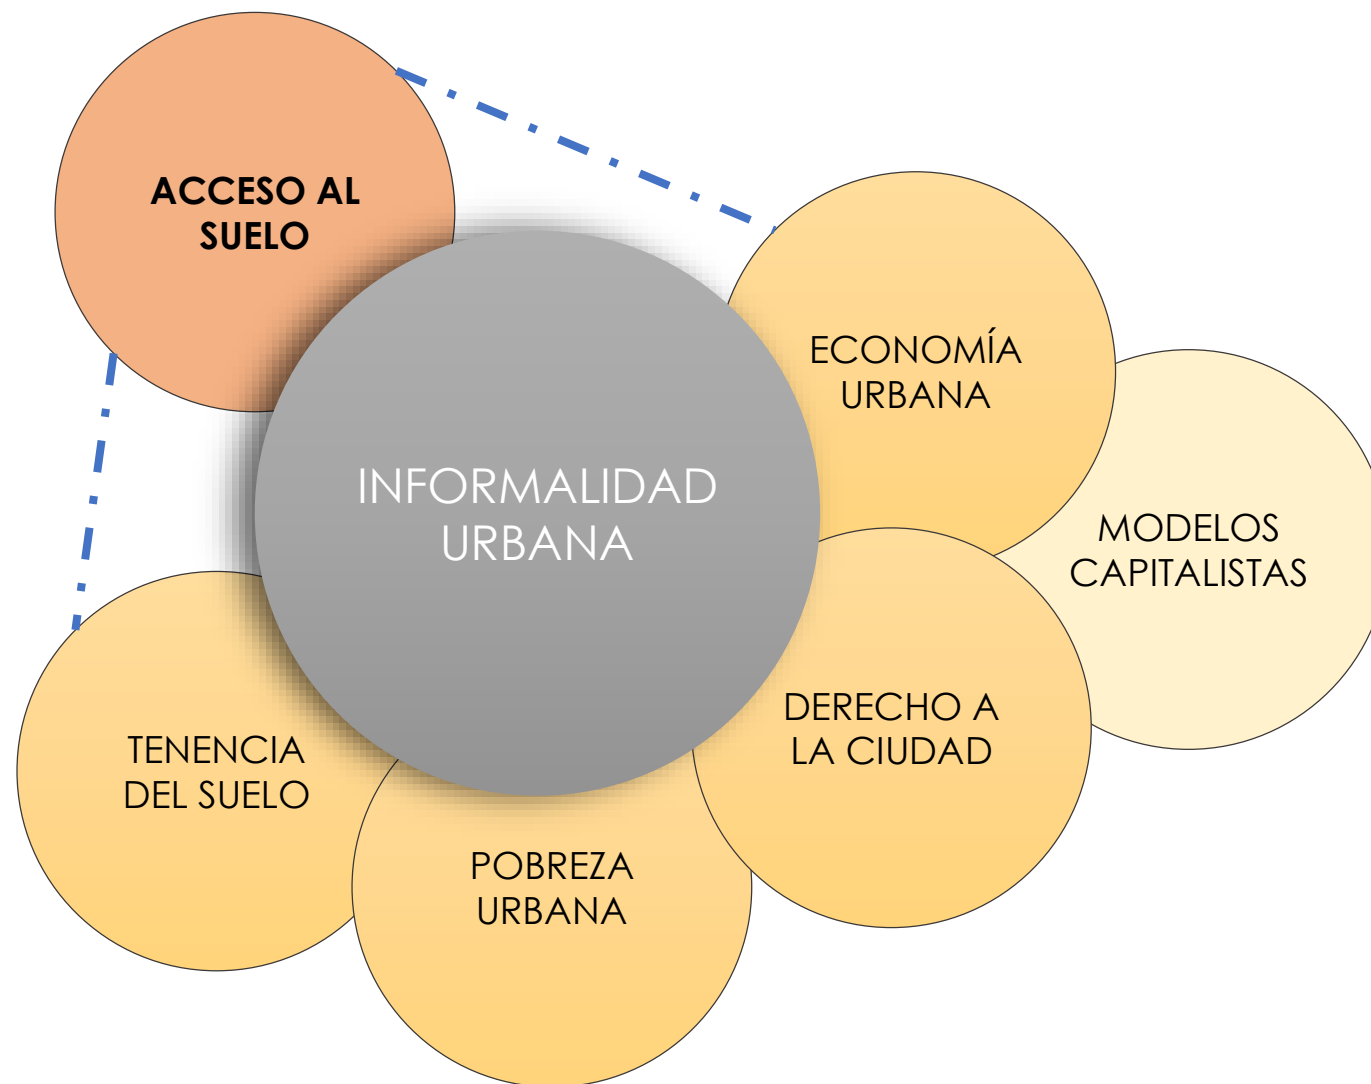 ACCESO AL
SUELO
ECONOMÍA
URBANA
INFORMALIDAD
URBANA
MODELOS
CAPITALISTAS
DERECHO A
LA CIUDAD
TENENCIA
DEL SUELO
POBREZA
URBANA